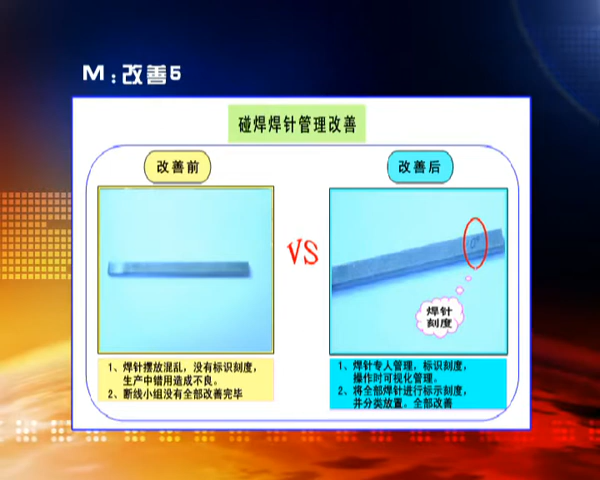 M:改善5
碰焊焊针管理改善
改善前
改善后
VS
焊针
刻度
1、焊针摆放混乱，没有标识刻度，
生产中错用造成不良。
2、断线小组没有全部改善完毕
1、焊针专人管理，标识刻度，
操作时可视化管理。
2、将全部焊针进行标示刻度，
并分类放置。全部改善